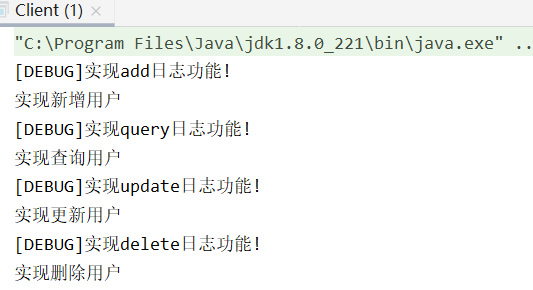 Client (1)
"C:\Program Files\Java\jdk1.8.0_221\bin\java.exe" ..
[DEBUG]实现add日志功能!
实现新增用户
[DEBUG]实现query日志功能!
实现查询用户
[DEBUG]实现update日志功能!
实现更新用户
[DEBUG]实现delete日志功能!
实现删除用户